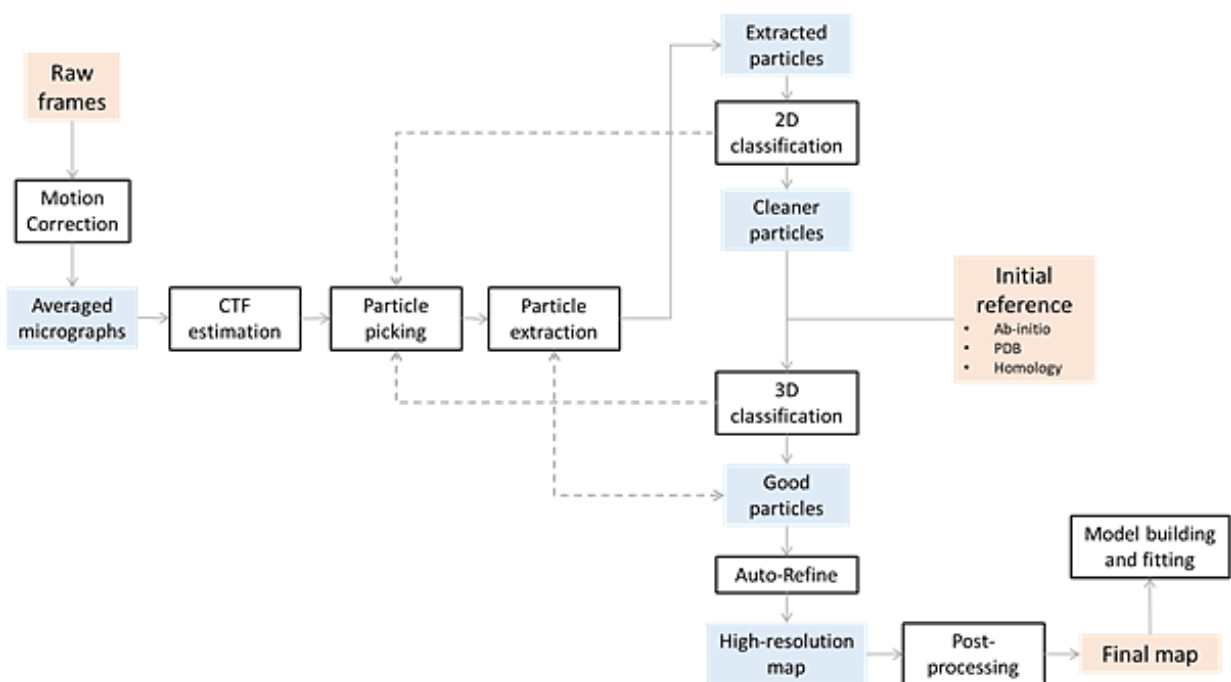 Raw
frames
Motion
Correction
Averaged
micrographs
CTF
estimation
Particle
picking
Particle
extraction
Extracted
particles
2D
classification
Cleaner
particles
Initial
reference
• Ab-initio
• PDB
• Homology
3D
classification
Good
particles
Auto-Refine
High-resolution
map
Post-
processing
Final map
Model building
and fitting